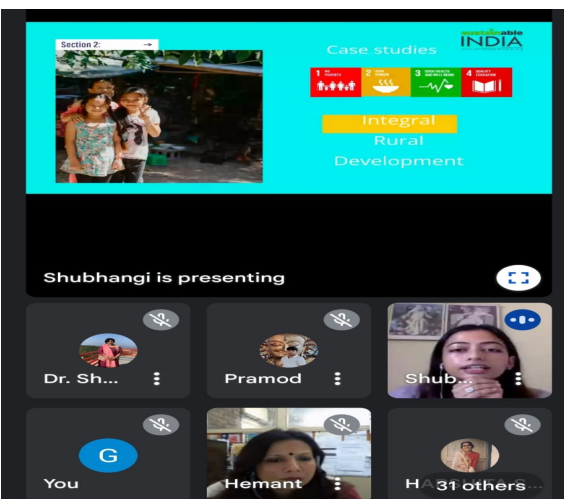 Section 2: →
Case studies
sustainable
INDIA
1 NO POVERTY
2 ZERO HUNGER
3 GOOD HEALTH AND WELL-BEING
4 QUALITY EDUCATION
Integral
Rural
Development
Shubhangi is presenting
Dr. Sh...
Pramod
Shub...
G
You
Hemant
31 others